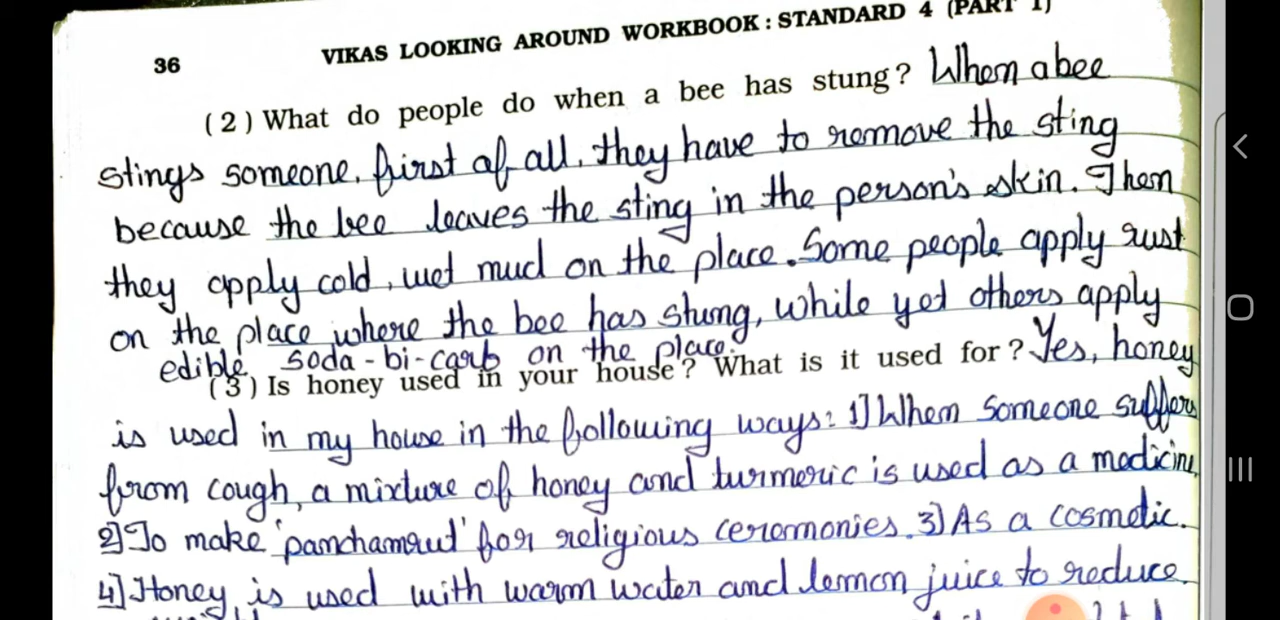 36
VIKAS LOOKING AROUND WORKBOOK : STANDARD 4 (PART 1)
(2) What do people do when a bee has stung? When a bee
stings someone, first of all, they have to remove the sting
because the bee leaves the sting in the person's skin. Then
they apply cold, wet mud on the place. Some people apply rust
on the place where the bee has stung, while yet others apply
edible soda-bi-carb on the place.
(3) Is honey used in your house? What is it used for? Yes, honey
is used in my house in the following ways: 1] When someone suffers
from cough, a mixture of honey and turmeric is used as a medicine.
2] To make 'panchamrut' for religious ceremonies. 3] As a cosmetic.
4] Honey is used with warm water and lemon juice to reduce